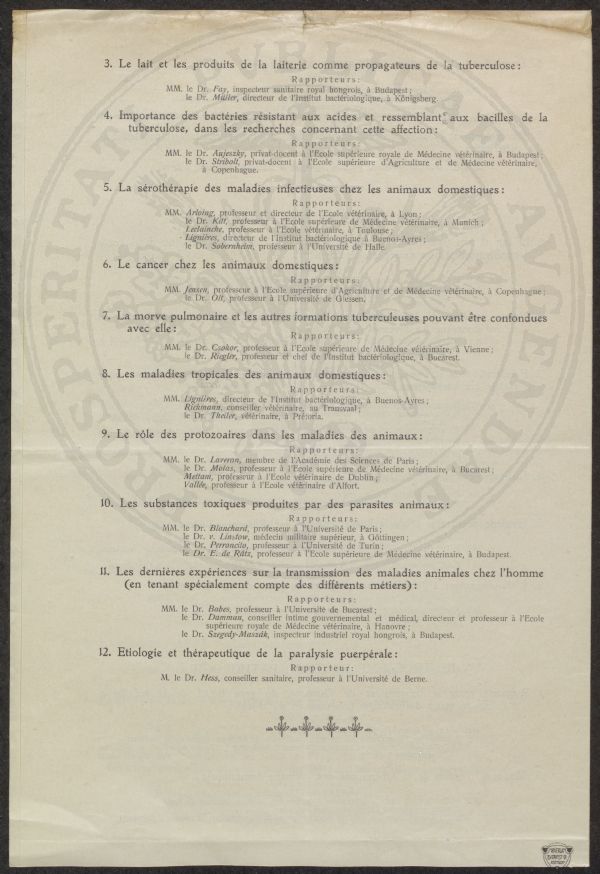 3. Le lait et les produits de la laiterie comme propagateurs de la tuberculose:
Rapporteurs:
MM. le Dr. Fay, inspecteur sanitaire royal hongrois, à Budapest;
le Dr. Müller, directeur de l'Institut bactériologique, à Königsberg.
4. Importance des bactéries résistant aux acides et ressemblant aux bacilles de la
tuberculose, dans les recherches concernant cette affection:
Rapporteurs:
MM. le Dr. Aujeszky, privat-docent à l'Ecole supérieure royale de Médecine vétérinaire, à Budapest;
le Dr. Stribolt, privat-docent à l'Ecole supérieure d'Agriculture et de Médecine vétérinaire,
à Copenhague.
5. La sérothérapie des maladies infectieuses chez les animaux domestiques:
Rapporteurs:
MM. Arloing, professeur et directeur de l'Ecole vétérinaire, à Lyon;
le Dr. Kitt, professeur à l'Ecole supérieure de Médecine vétérinaire, à Munich;
Leclainche, professeur à l'Ecole vétérinaire, à Toulouse;
Lignières, directeur de l'Institut bactériologique à Buenos-Ayres;
le Dr. Sobernheim, professeur à l'Université de Halle.
6. Le cancer chez les animaux domestiques:
Rapporteurs:
MM. Jensen, professeur à l'Ecole supérieure d'Agriculture et de Médecine vétérinaire, à Copenhague;
le Dr. Olt, professeur à l'Université de Giessen.
7. La morve pulmonaire et les autres formations tuberculeuses pouvant être confondues
avec elle:
Rapporteurs:
MM. le Dr. Csokor, professeur à l'Ecole supérieure de Médecine vétérinaire, à Vienne;
le Dr. Riegler, professeur et chef de l'Institut bactériologique, à Bucarest.
8. Les maladies tropicales des animaux domestiques:
Rapporteurs:
MM. Lignières, directeur de l'Institut bactériologique, à Buenos-Ayres;
Rickmann, conseiller vétérinaire, au Transvaal;
le Dr. Theiler, vétérinaire, à Prétoria.
9. Le rôle des protozoaires dans les maladies des animaux:
Rapporteurs:
MM. le Dr. Laveran, membre de l'Académie des Sciences de Paris;
le Dr. Motas, professeur à l'Ecole supérieure de Médecine vétérinaire, à Bucarest;
Mettam, professeur à l'Ecole vétérinaire de Dublin;
Vallée, professeur à l'Ecole vétérinaire d'Alfort.
10. Les substances toxiques produites par des parasites animaux:
Rapporteurs:
MM. le Dr. Blanchard, professeur à l'Université de Paris;
le Dr. v. Linstow, médecin militaire supérieur, à Göttingen;
le Dr. Perroncito, professeur à l'Université de Turin;
le Dr. E. de Rátz, professeur à l'Ecole supérieure de Médecine vétérinaire, à Budapest.
11. Les dernières expériences sur la transmission des maladies animales chez l'homme
(en tenant spécialement compte des différents métiers):
Rapporteurs:
MM. le Dr. Babes, professeur à l'Université de Bucarest;
le Dr. Damman, conseiller intime gouvernemental et médical, directeur et professeur à l'Ecole
supérieure royale de Médecine vétérinaire, à Hanovre;
le Dr. Szegedy-Maszák, inspecteur industriel royal hongrois, à Budapest.
12. Etiologie et thérapeutique de la paralysie puerpérale:
Rapporteur:
M. le Dr. Hess, conseiller sanitaire, professeur à l'Université de Berne.